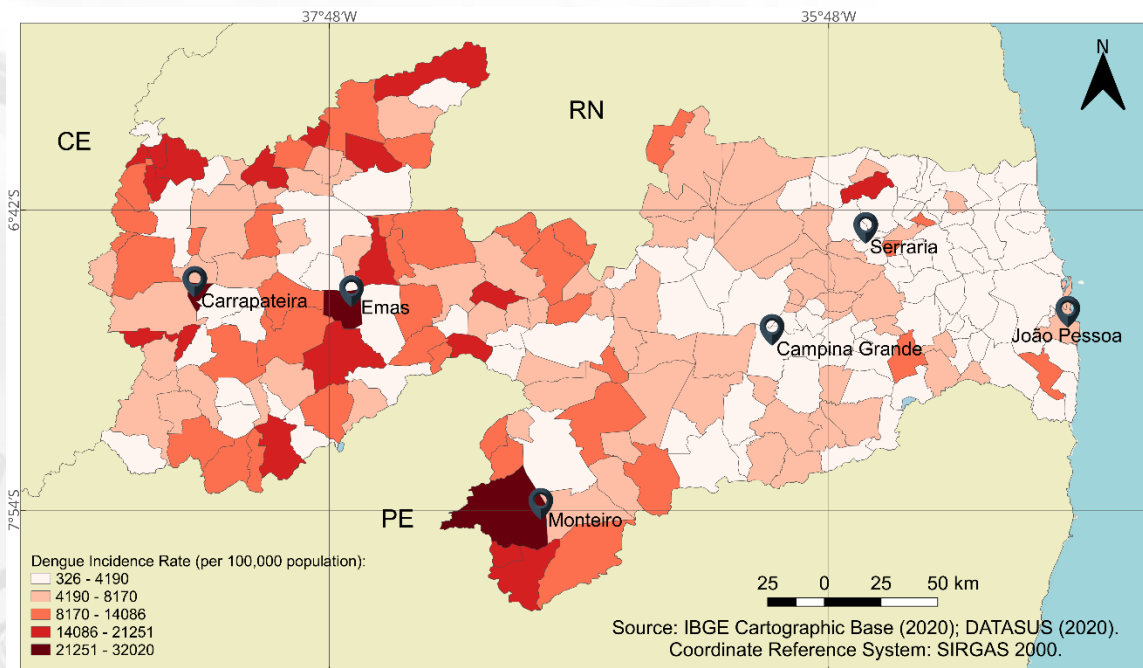 37°48'W
35°48'W
N
RN
CE
6°42'S
Serraria
Carrapateira
Emas
João Pessoa
Campina Grande
7°54'S
PE
Monteiro
Dengue Incidence Rate (per 100,000 population):
326 - 4190
4190 - 8170
8170 - 14086
14086 - 21251
21251 - 32020
25 0 25 50 km
Source: IBGE Cartographic Base (2020); DATASUS (2020).
Coordinate Reference System: SIRGAS 2000.